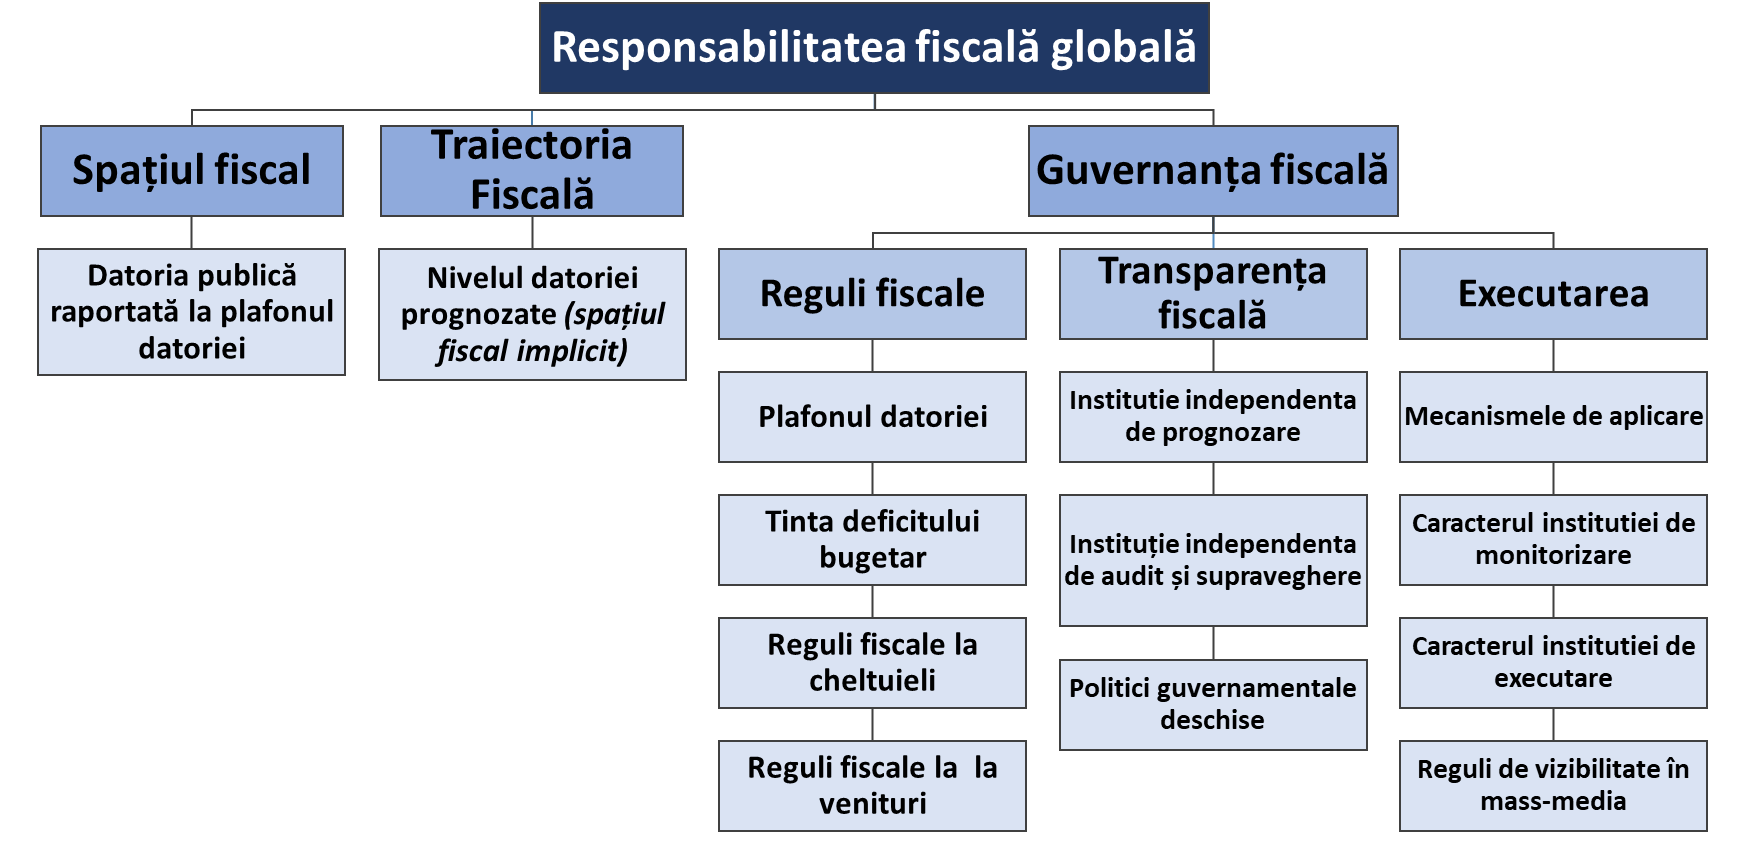 Responsabilitatea fiscală globală
Spațiul fiscal
Traiectoria
Fiscală
Guvernanța fiscală
Datoria publică
raportată la plafonul
datoriei
Nivelul datoriei
prognozate (spațiul
fiscal implicit)
Reguli fiscale
Transparența
fiscală
Executarea
Plafonul datoriei
Institutie independenta
de prognozare
Mecanismele de aplicare
Tinta deficitului
bugetar
Instituție independenta
de audit și supraveghere
Caracterul institutiei de
monitorizare
Reguli fiscale la
cheltuieli
Politici guvernamentale
deschise
Caracterul institutiei de
executare
Reguli fiscale la  la
venituri
Reguli de vizibilitate în
mass-media